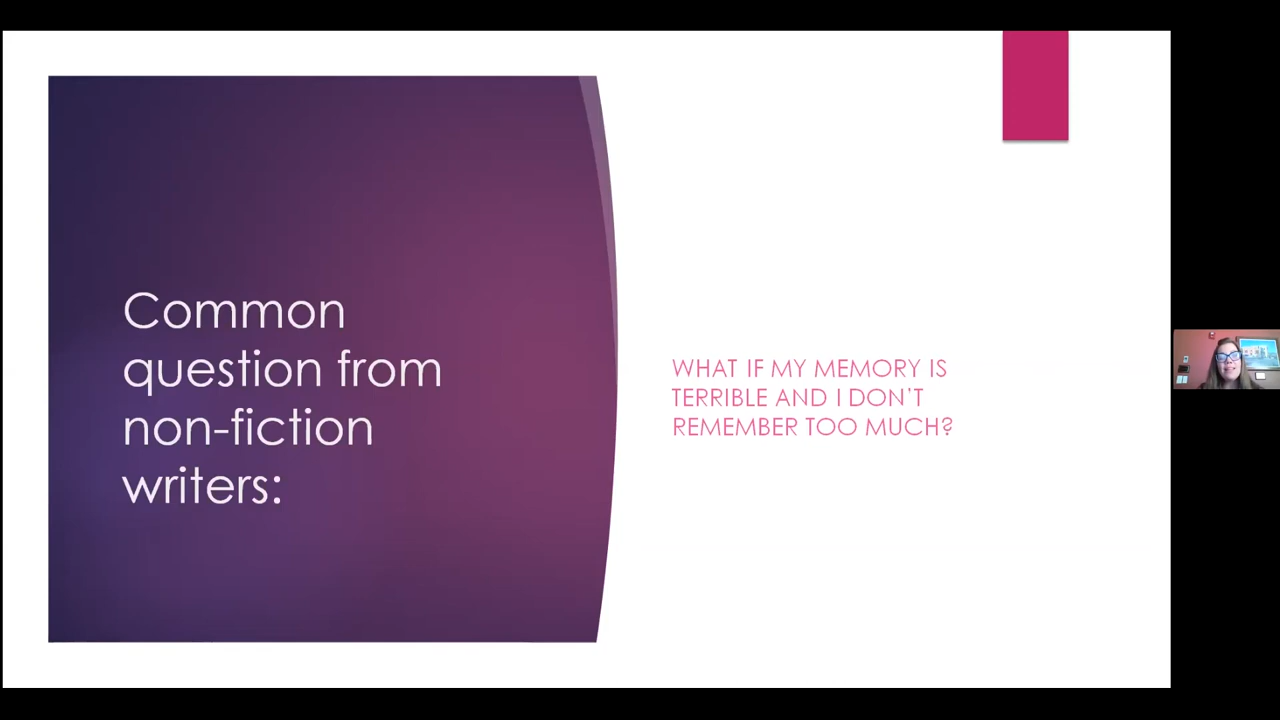 Common
question from
non-fiction
writers:
WHAT IF MY MEMORY IS
TERRIBLE AND I DON'T
REMEMBER TOO MUCH?